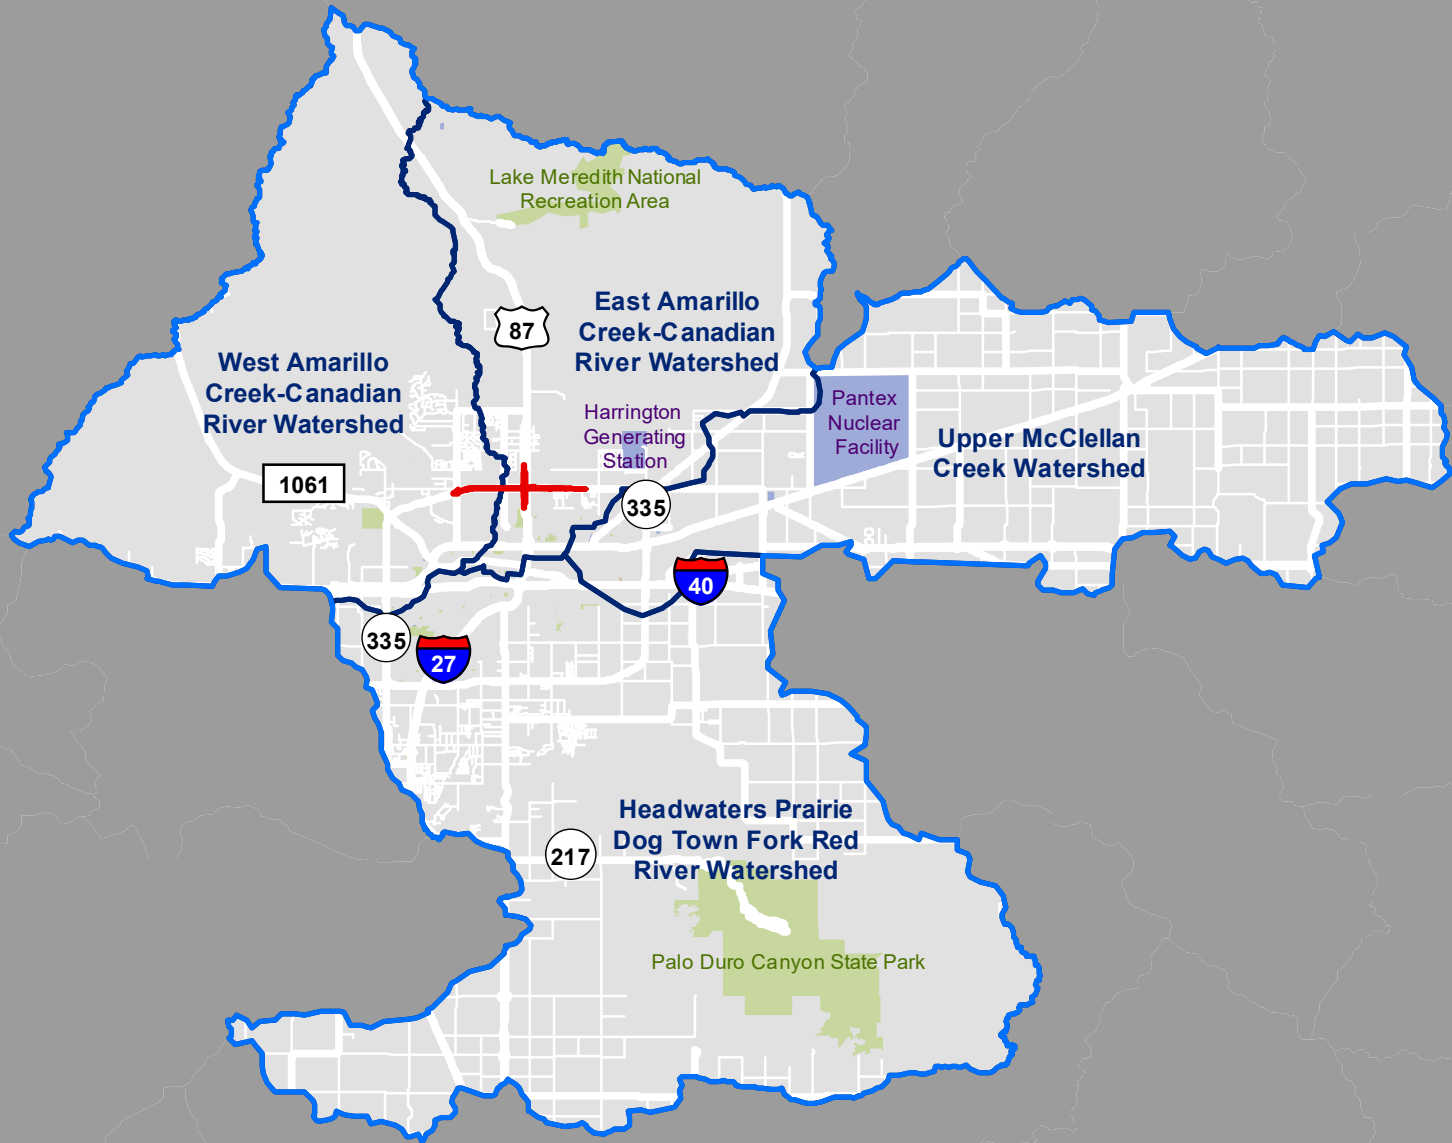 Lake Meredith National
Recreation Area
East Amarillo
Creek-Canadian
River Watershed
87
West Amarillo
Creek-Canadian
River Watershed
Harrington
Generating
Station
Pantex
Nuclear
Facility
Upper McClellan
Creek Watershed
1061
335
40
335
27
Headwaters Prairie
Dog Town Fork Red
River Watershed
217
Palo Duro Canyon State Park